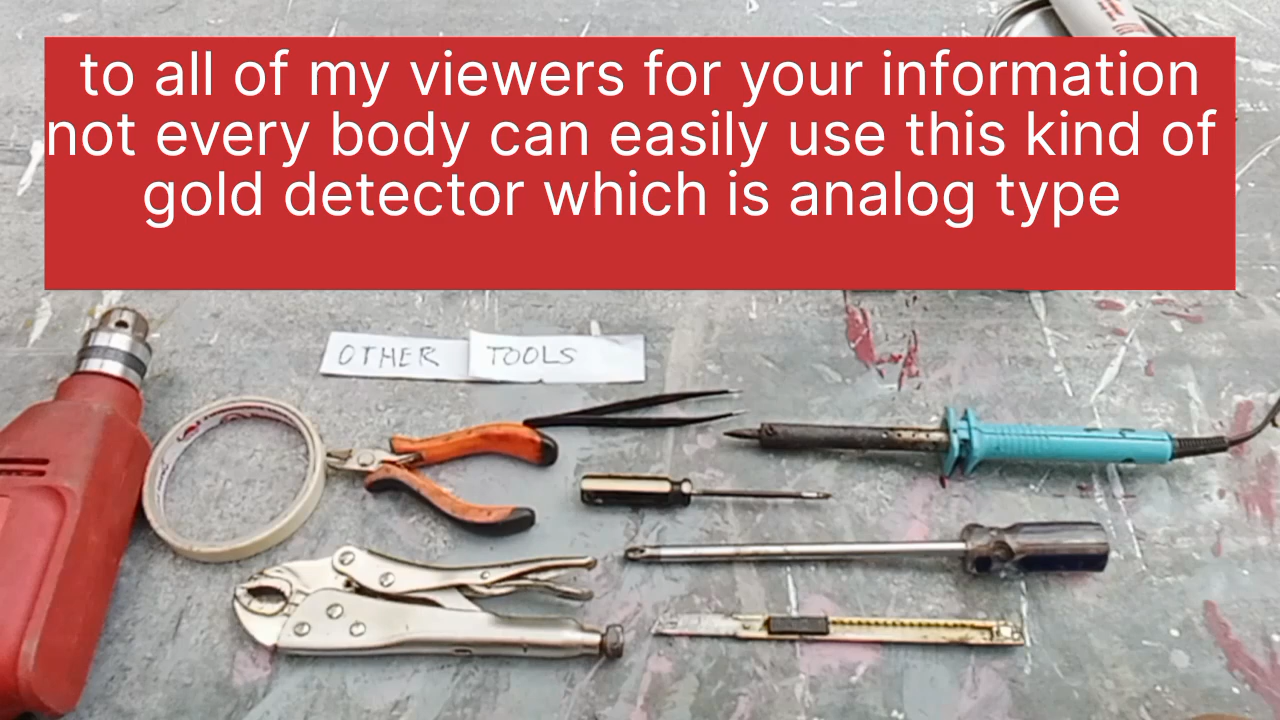 to all of my viewers for your information
not every body can easily use this kind of
gold detector which is analog type
OTHER TOOLS